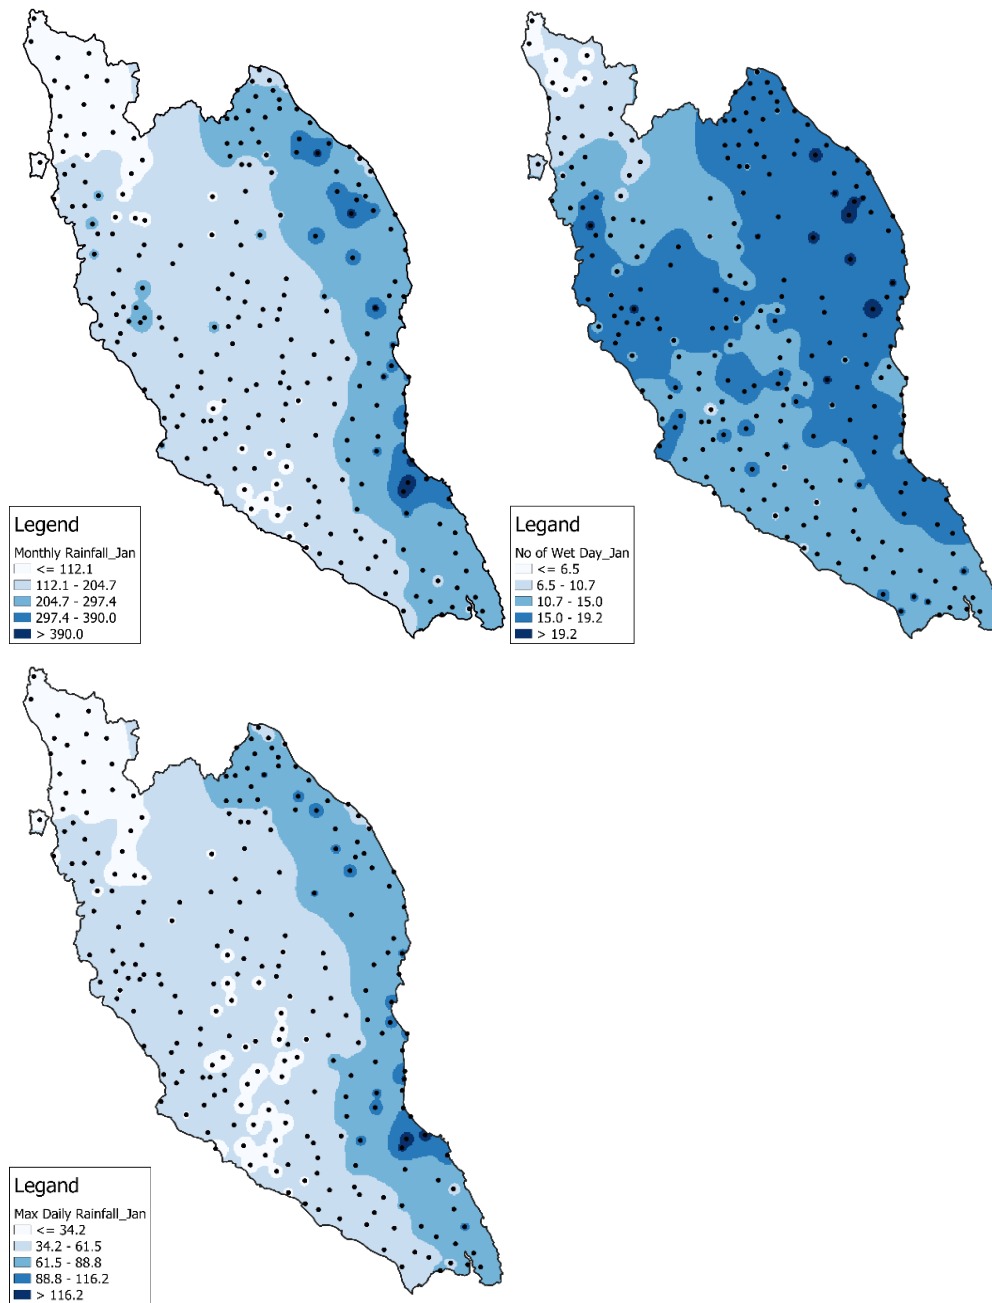 Legend
Monthly Rainfall_Jan
<= 112.1
112.1 - 204.7
204.7 - 297.4
297.4 - 390.0
> 390.0
Legand
No of Wet Day_Jan
<= 6.5
6.5 - 10.7
10.7 - 15.0
15.0 - 19.2
> 19.2
Legand
Max Daily Rainfall_Jan
<= 34.2
34.2 - 61.5
61.5 - 88.8
88.8 - 116.2
> 116.2